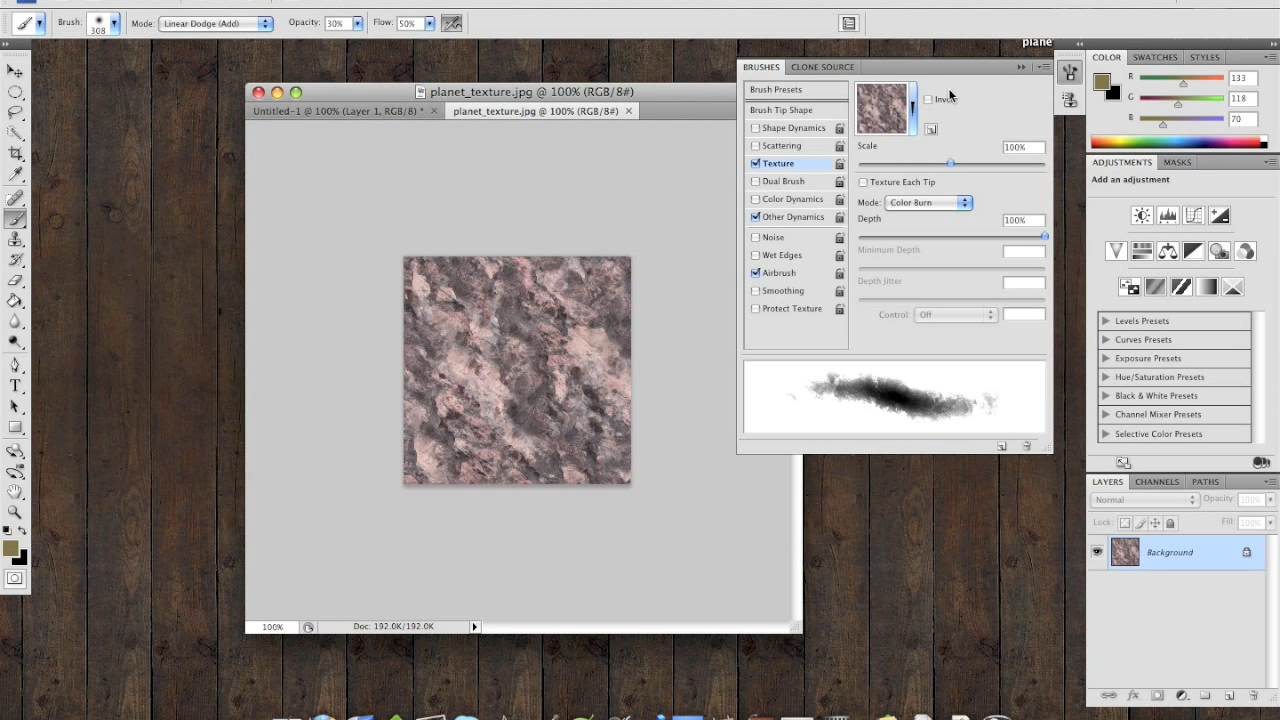 Brush: 308 Mode: Linear Dodge (Add) Opacity: 30% Flow: 50%
plane
planet_texture.jpg @ 100% (RGB/8#)
Untitled-1 @ 100% (Layer 1, RGB/8) * planet_texture.jpg @ 100% (RGB/8#)
100% Doc: 192.0K/192.0K
BRUSHES CLONE SOURCE
Brush Presets
Brush Tip Shape
Shape Dynamics
Scattering
Texture
Dual Brush
Color Dynamics
Other Dynamics
Noise
Wet Edges
Airbrush
Smoothing
Protect Texture
Invert
Scale 100%
Texture Each Tip
Mode: Color Burn
Depth 100%
Minimum Depth
Depth Jitter
Control: Off
COLOR SWATCHES STYLES
R 133
G 118
B 70
ADJUSTMENTS MASKS
Add an adjustment
Levels Presets
Curves Presets
Exposure Presets
Hue/Saturation Presets
Black & White Presets
Channel Mixer Presets
Selective Color Presets
LAYERS CHANNELS PATHS
Normal Opacity: 100%
Lock: Fill: 100%
Background